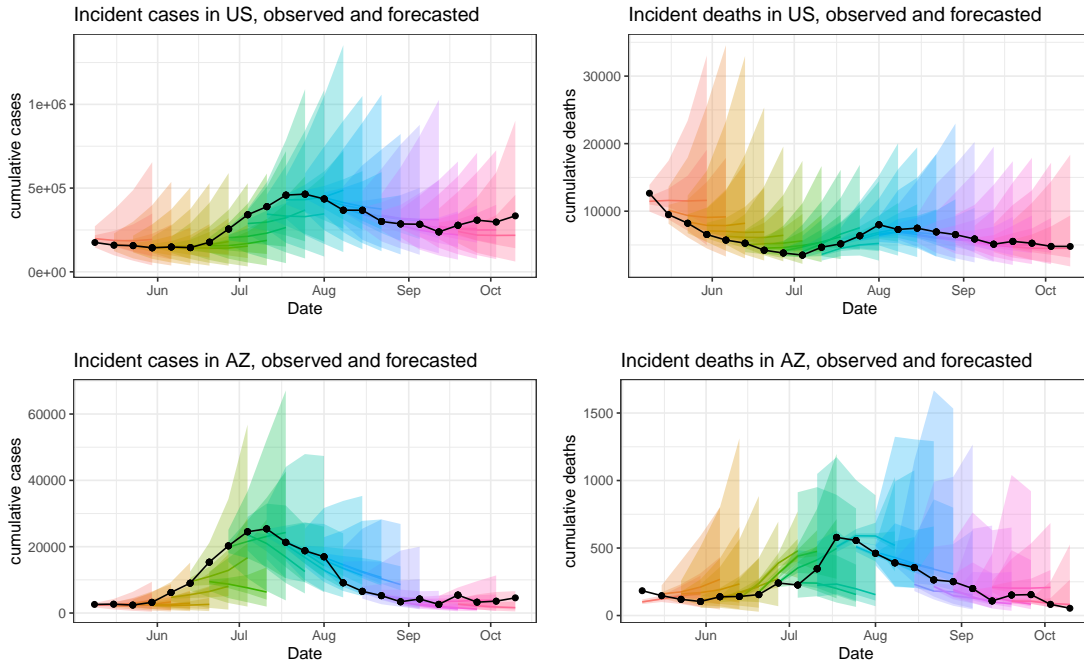 Incident cases in US, observed and forecasted
cumulative cases
1e+06
5e+05
0e+00
Jun Jul Aug Sep Oct
Date
Incident deaths in US, observed and forecasted
cumulative deaths
30000
20000
10000
0
Jun Jul Aug Sep Oct
Date
Incident cases in AZ, observed and forecasted
cumulative cases
60000
40000
20000
0
Jun Jul Aug Sep Oct
Date
Incident deaths in AZ, observed and forecasted
cumulative deaths
1500
1000
500
0
Jun Jul Aug Sep Oct
Date